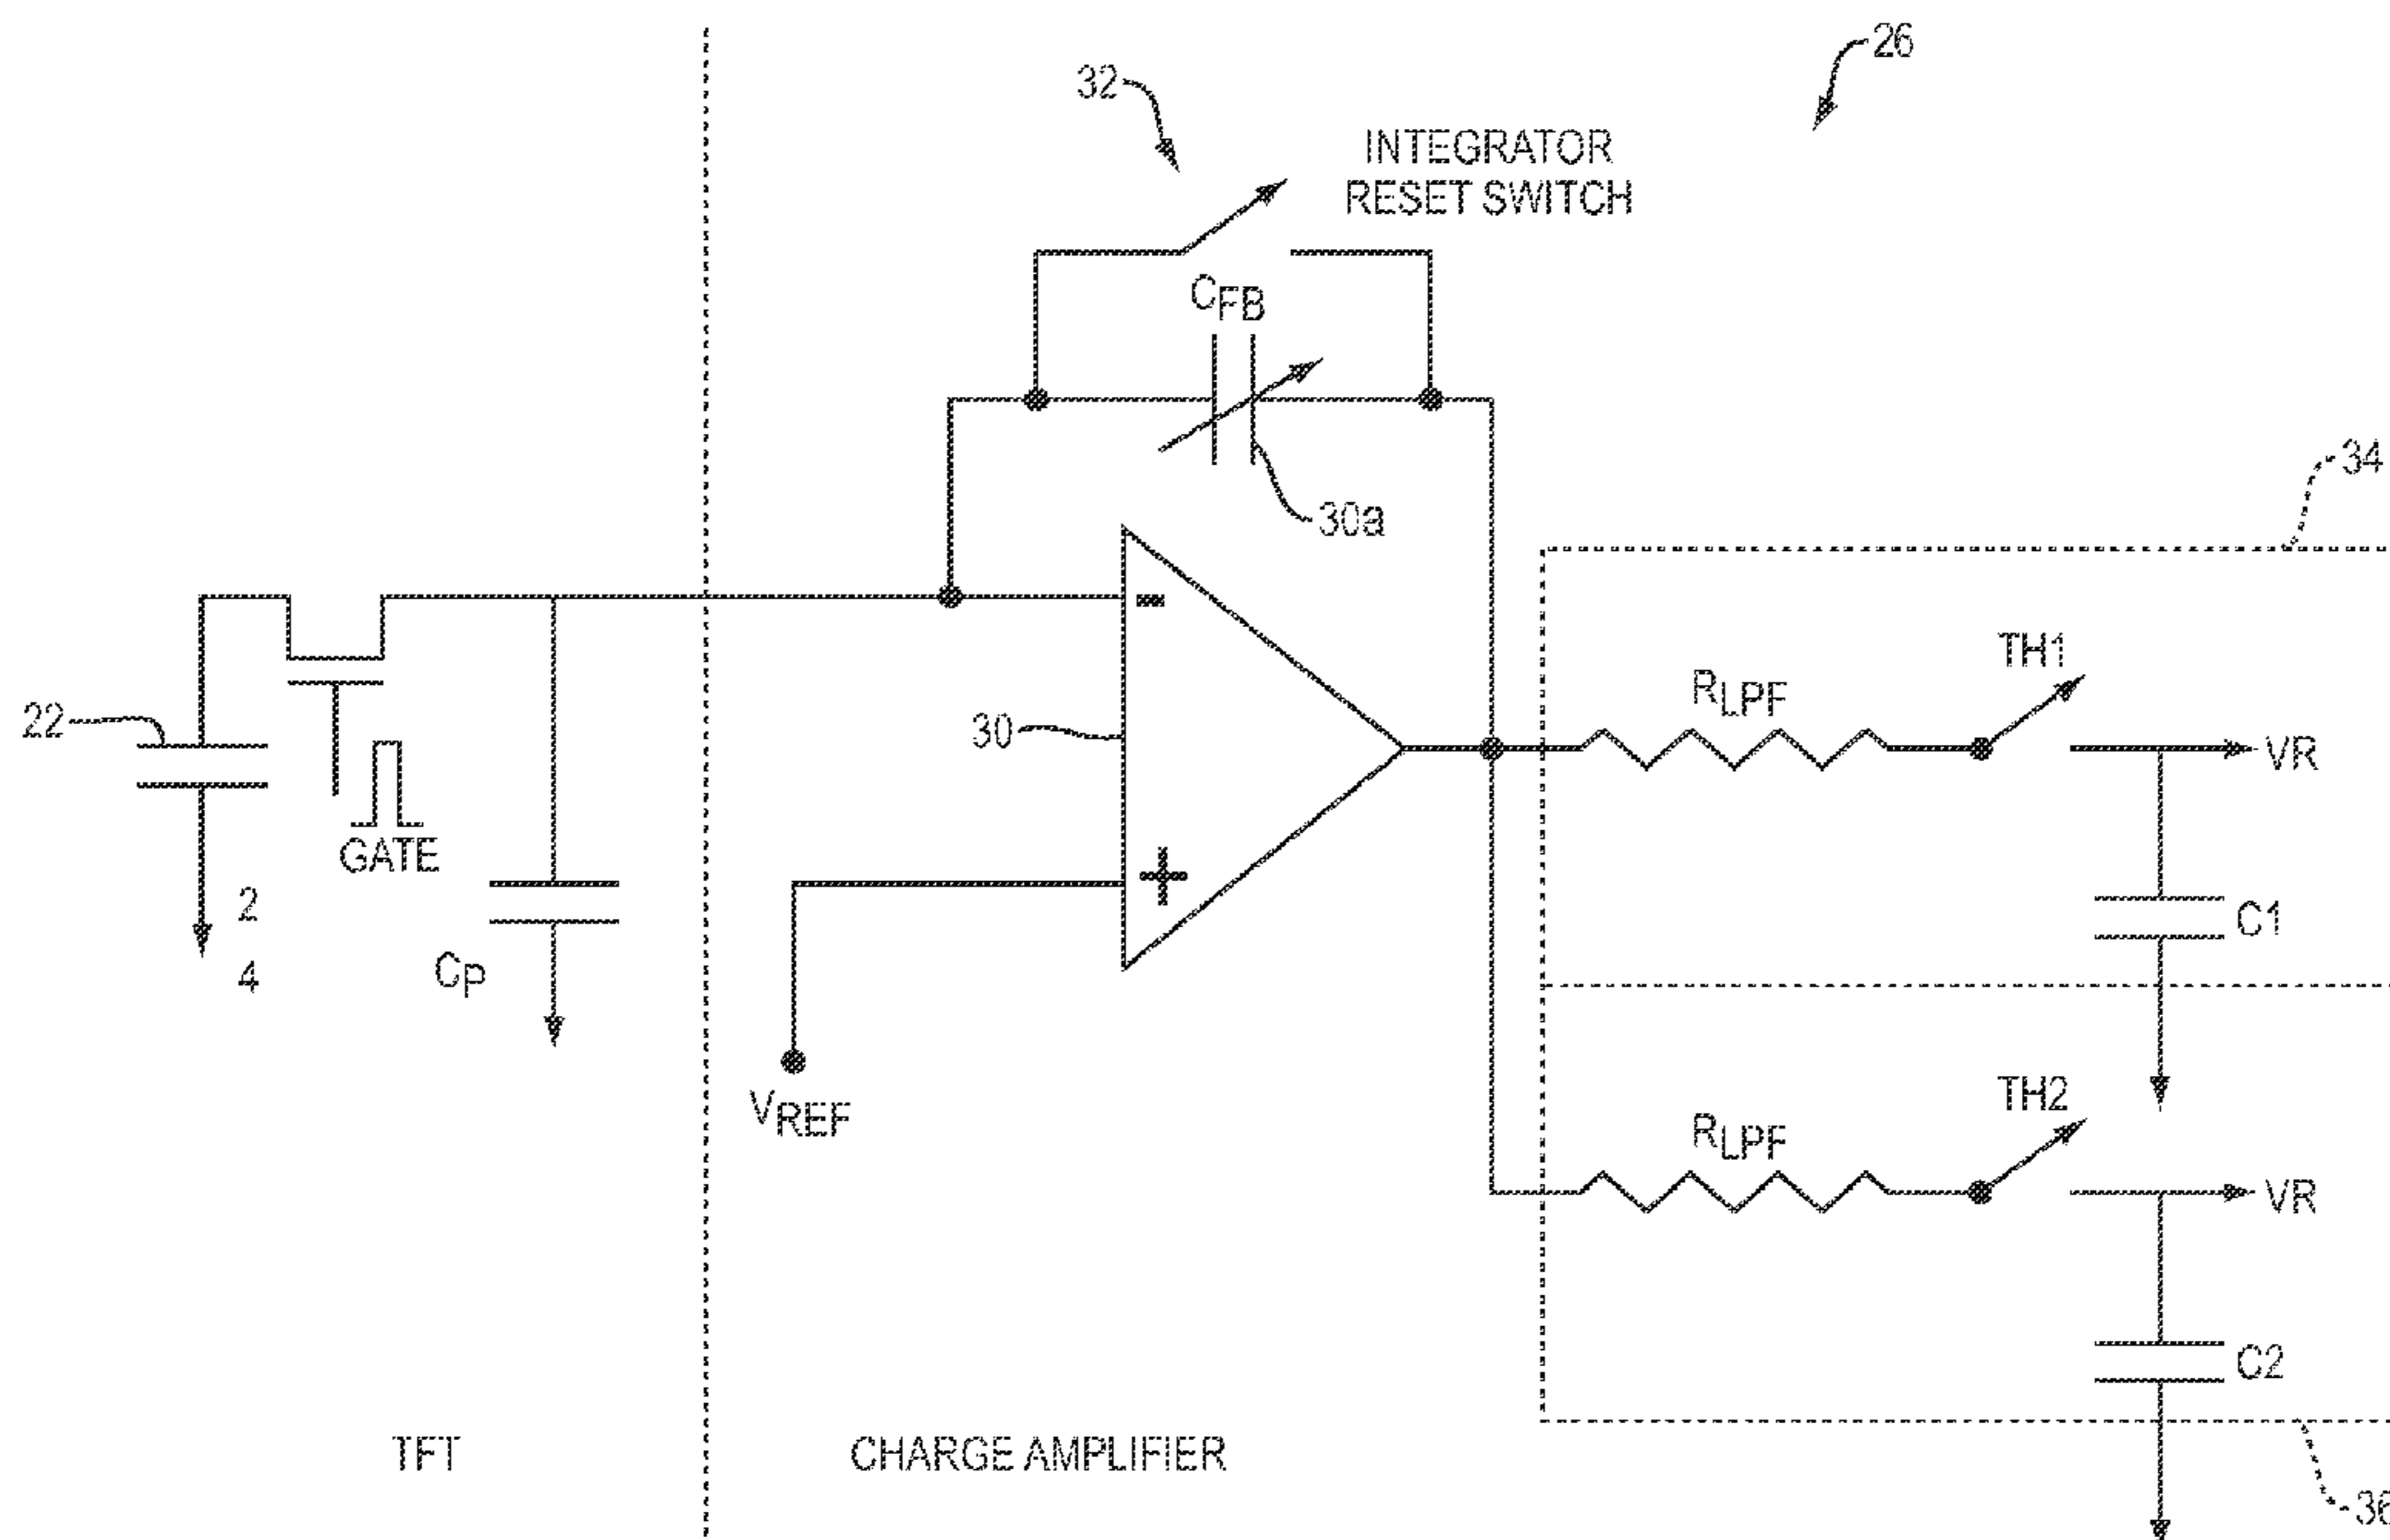 26
32
INTEGRATOR
RESET SWITCH
CFB
34
30a
-
TH1
RLPF
22
30
VR
GATE
+
2
4
CP
C1
VREF
TH2
RLPF
VR
C2
TFT
CHARGE AMPLIFIER
36